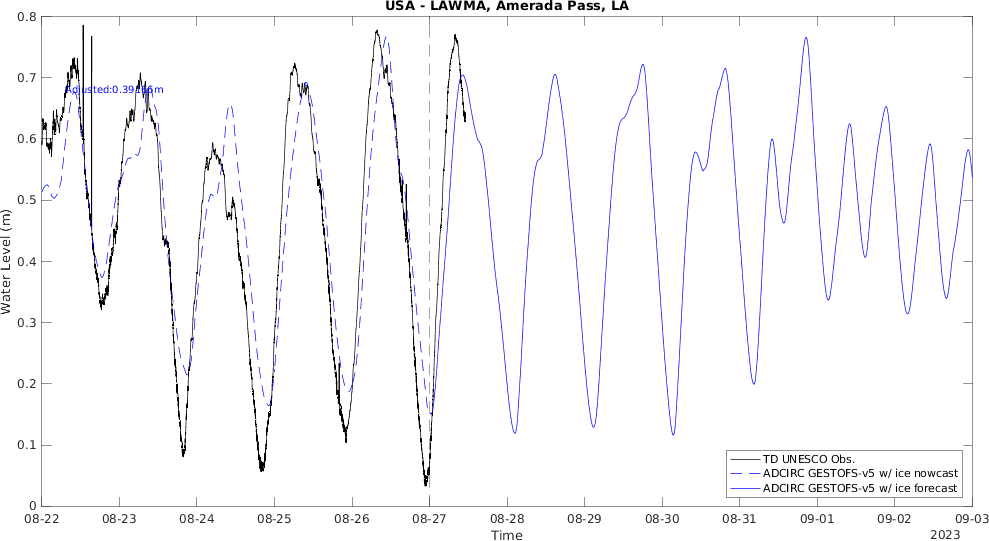 USA - LAWMA, Amerada Pass, LA
0.8
0.7
0.6
0.5
0.4
0.3
0.2
0.1
0
Water Level (m)
TD UNESCO Obs.
ADCIRC GESTOFS-v5 w/ ice nowcast
ADCIRC GESTOFS-v5 w/ ice forecast
08-22 08-23 08-24 08-25 08-26 08-27 08-28 08-29 08-30 08-31 09-01 09-02 09-03
Time
2023